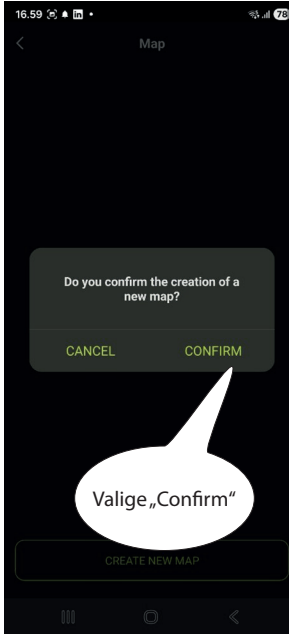 16.59
78
Map
Do you confirm the creation of a
new map?
CANCEL CONFIRM
Valige „Confirm“
CREATE NEW MAP